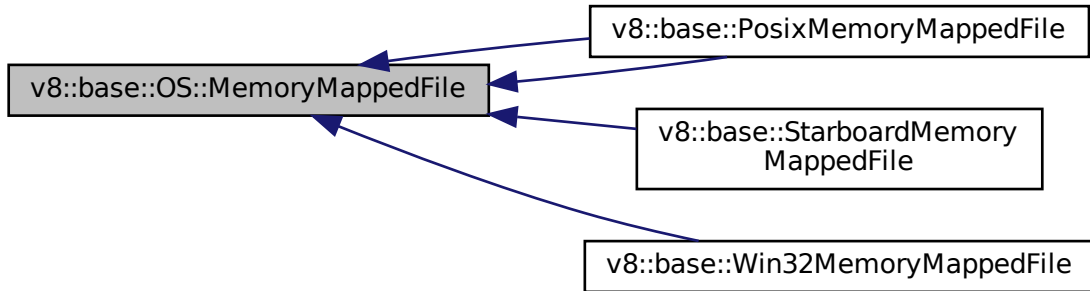 v8::base::PosixMemoryMappedFile
v8::base::OS::MemoryMappedFile
v8::base::StarboardMemory
MappedFile
v8::base::Win32MemoryMappedFile